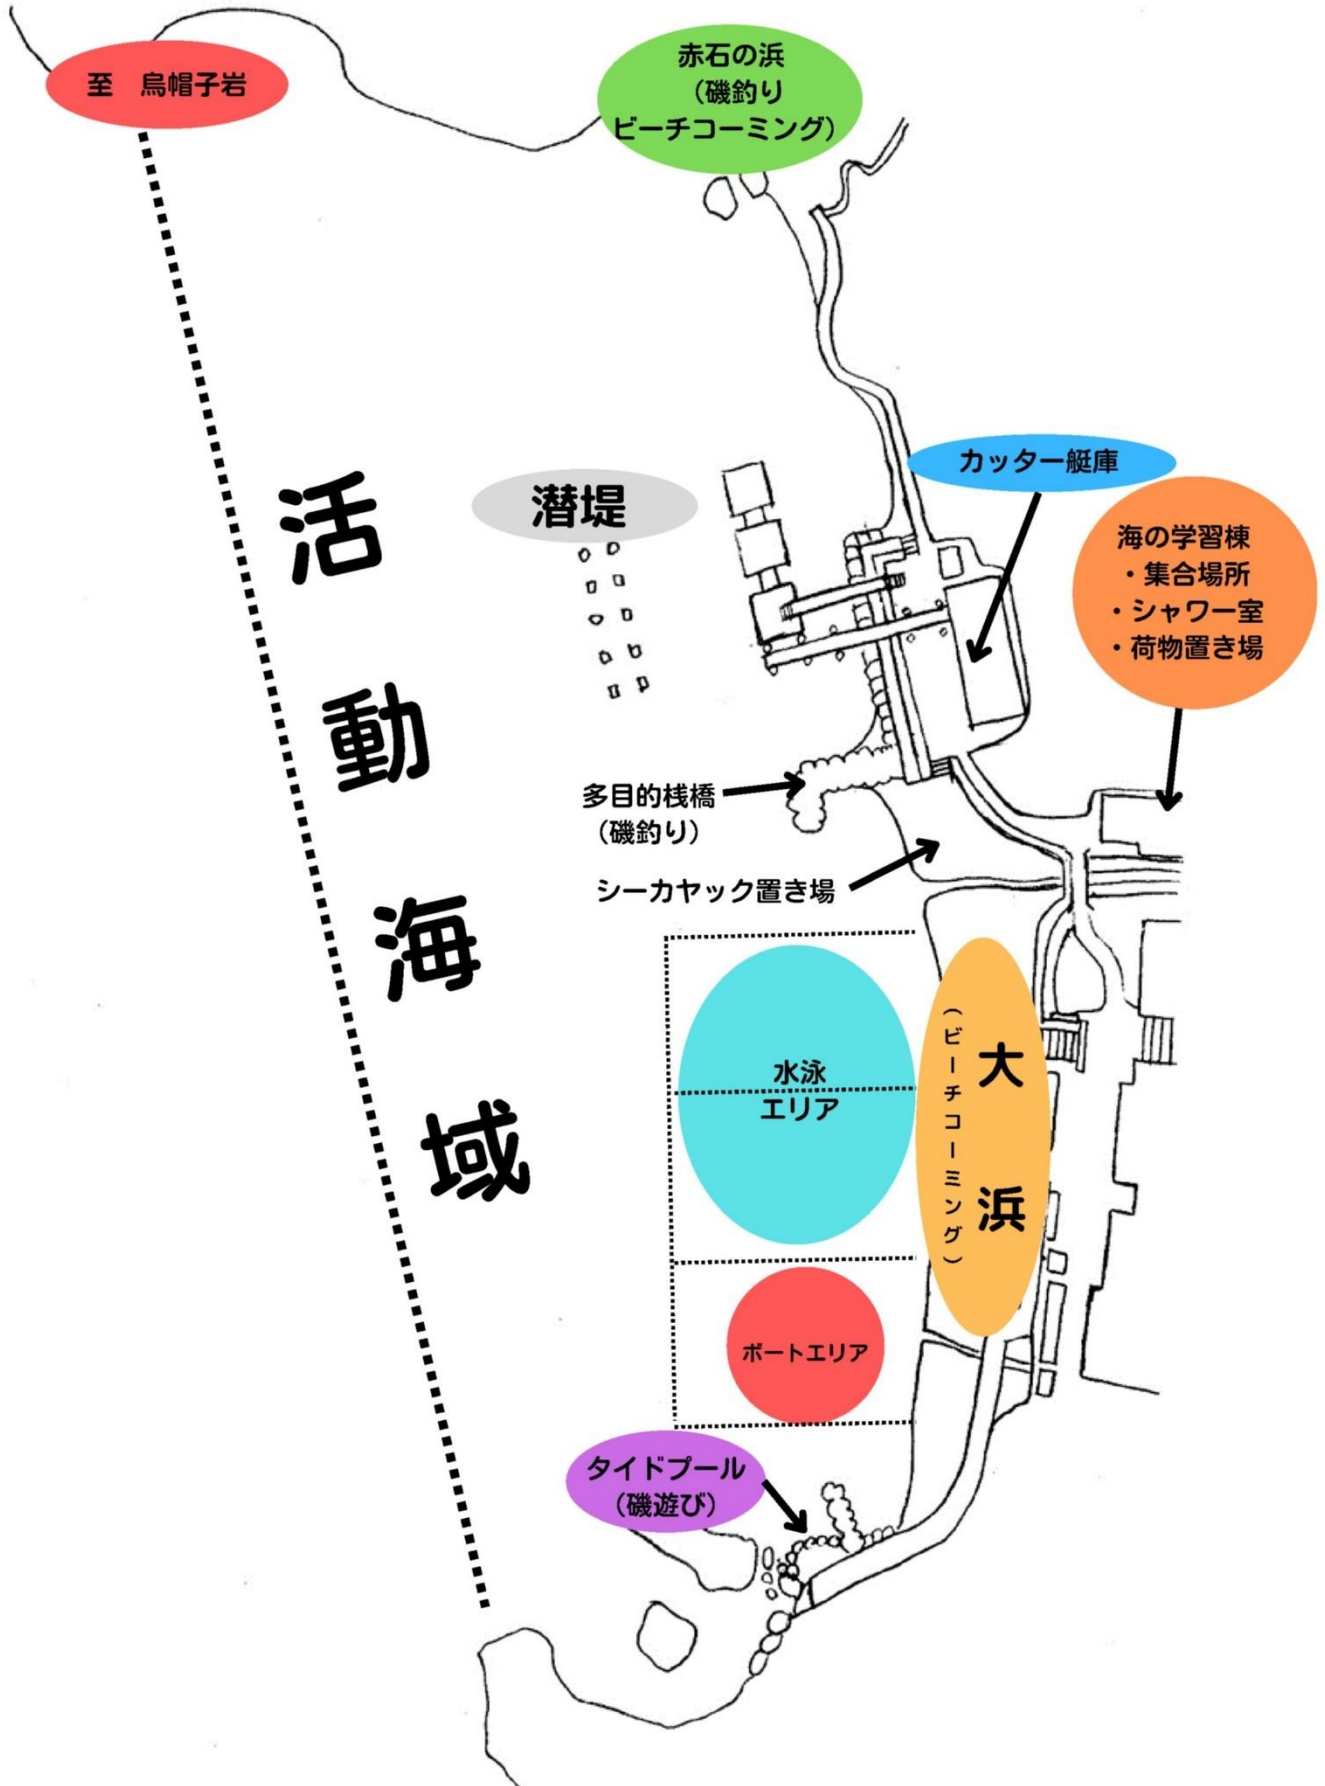 至　烏帽子岩
赤石の浜
（磯釣り
ビーチコーミング）
カッター艇庫
潜堤
海の学習棟
・集合場所
・シャワー室
・荷物置き場
活動海域
多目的桟橋
（磯釣り）
シーカヤック置き場
水泳
エリア
大浜
（ビーチコーミング）
ボートエリア
タイドプール
（磯遊び）